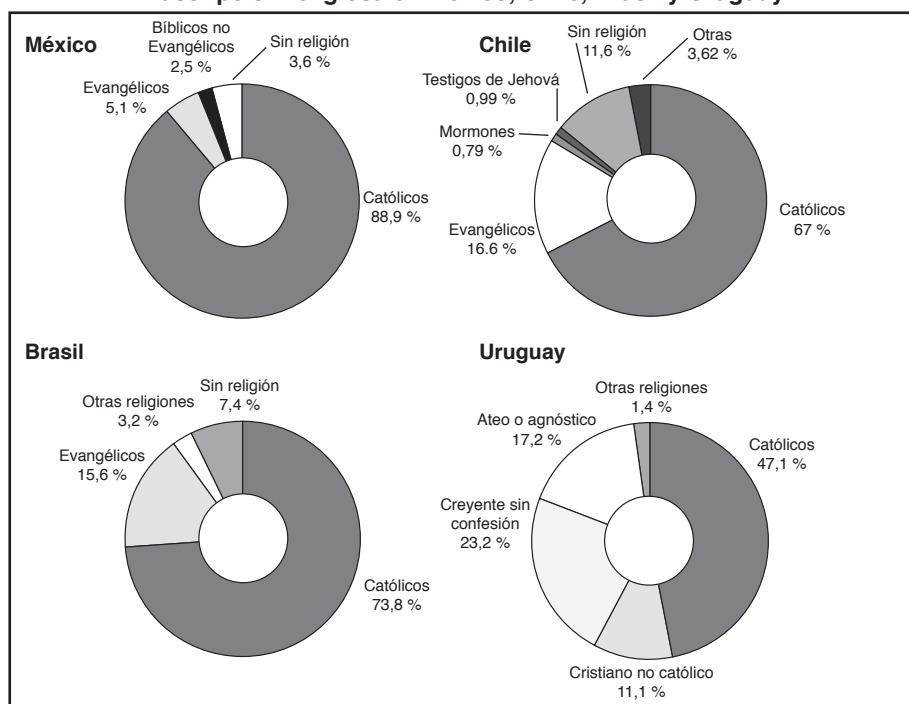 México
Bíblicos no
Evangélicos
2,5 %
Sin religión
3,6 %
Evangélicos
5,1 %
Católicos
88,9 %
Chile
Sin religión
11,6 %
Otras
3,62 %
Testigos de Jehová
0,99 %
Mormones
0,79 %
Evangélicos
16.6 %
Católicos
67 %
Brasil
Sin religión
7,4 %
Otras religiones
3,2 %
Evangélicos
15,6 %
Católicos
73,8 %
Uruguay
Otras religiones
1,4 %
Ateo o agnóstico
17,2 %
Católicos
47,1 %
Creyente sin
confesión
23,2 %
Cristiano no católico
11,1 %